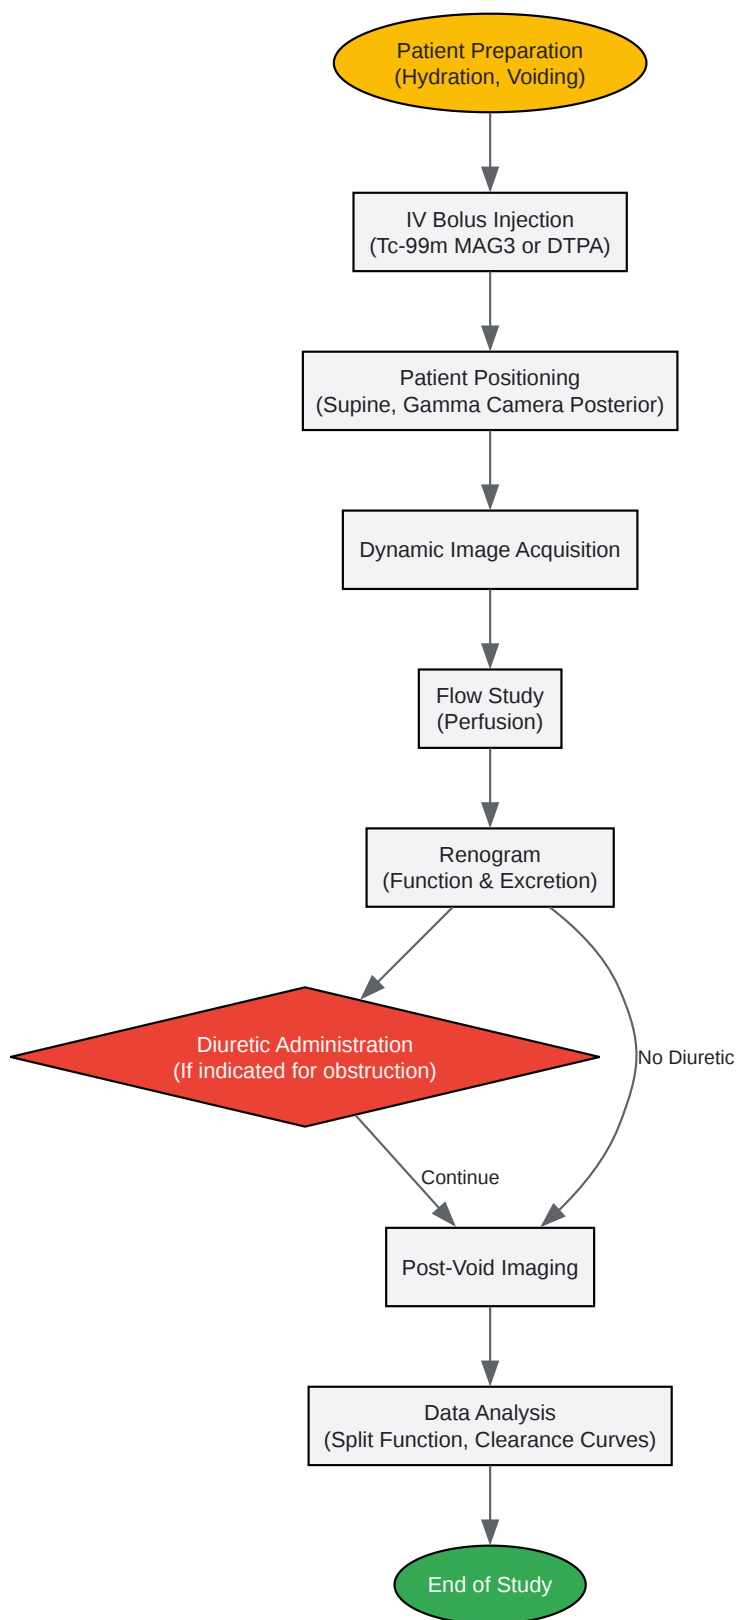 Patient Preparation
(Hydration, Voiding)
IV Bolus Injection
(Tc-99m MAG3 or DTPA)
Patient Positioning
(Supine, Gamma Camera Posterior)
Dynamic Image Acquisition
Flow Study
(Perfusion)
Renogram
(Function & Excretion)
Diuretic Administration
(If indicated for obstruction)
No Diuretic
Continue
Post-Void Imaging
Data Analysis
(Split Function, Clearance Curves)
End of Study